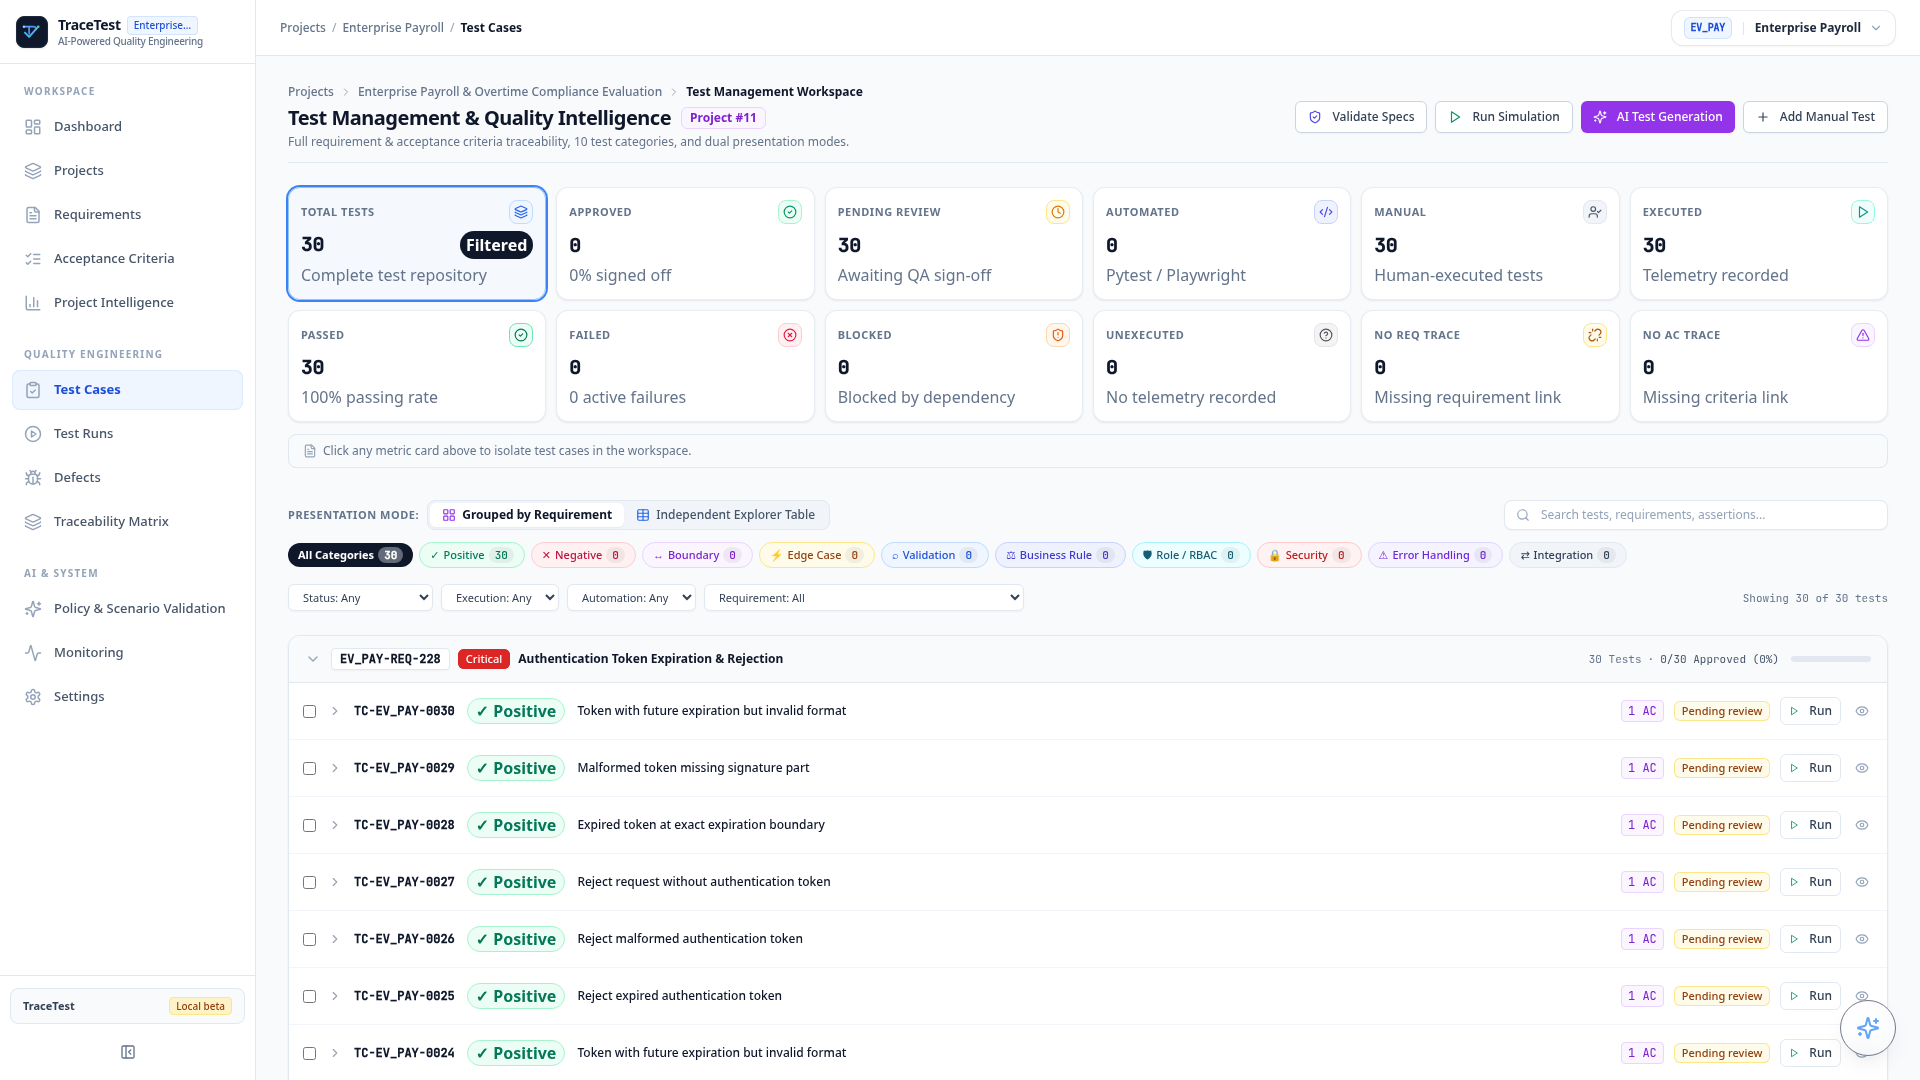 TraceTest Enterprise...
AI-Powered Quality Engineering
WORKSPACE
Dashboard
Projects
Requirements
Acceptance Criteria
Project Intelligence
QUALITY ENGINEERING
Test Cases
Test Runs
Defects
Traceability Matrix
AI & SYSTEM
Policy & Scenario Validation
Monitoring
Settings
TraceTest Local beta
Projects / Enterprise Payroll / Test Cases
EV_PAY Enterprise Payroll
Projects > Enterprise Payroll & Overtime Compliance Evaluation > Test Management Workspace
Test Management & Quality Intelligence Project #11
Full requirement & acceptance criteria traceability, 10 test categories, and dual presentation modes.
Validate Specs Run Simulation AI Test Generation + Add Manual Test
TOTAL TESTS
30 Filtered
Complete test repository
APPROVED
0
0% signed off
PENDING REVIEW
30
Awaiting QA sign-off
AUTOMATED
0
Pytest / Playwright
MANUAL
30
Human-executed tests
EXECUTED
30
Telemetry recorded
PASSED
30
100% passing rate
FAILED
0
0 active failures
BLOCKED
0
Blocked by dependency
UNEXECUTED
0
No telemetry recorded
NO REQ TRACE
0
Missing requirement link
NO AC TRACE
0
Missing criteria link
Click any metric card above to isolate test cases in the workspace.
PRESENTATION MODE: Grouped by Requirement Independent Explorer Table
Search tests, requirements, assertions...
All Categories 30 ✓ Positive 30 ✕ Negative 0 ↔ Boundary 0 ⚡ Edge Case 0 ⌕ Validation 0 ⚖ Business Rule 0 🛡 Role / RBAC 0 🔒 Security 0 ⚠ Error Handling 0 ⇄ Integration 0
Status: Any Execution: Any Automation: Any Requirement: All
Showing 30 of 30 tests
EV_PAY-REQ-228 Critical Authentication Token Expiration & Rejection 30 Tests · 0/30 Approved (0%)
TC-EV_PAY-0030 ✓ Positive Token with future expiration but invalid format 1 AC Pending review Run
TC-EV_PAY-0029 ✓ Positive Malformed token missing signature part 1 AC Pending review Run
TC-EV_PAY-0028 ✓ Positive Expired token at exact expiration boundary 1 AC Pending review Run
TC-EV_PAY-0027 ✓ Positive Reject request without authentication token 1 AC Pending review Run
TC-EV_PAY-0026 ✓ Positive Reject malformed authentication token 1 AC Pending review Run
TC-EV_PAY-0025 ✓ Positive Reject expired authentication token 1 AC Pending review Run
TC-EV_PAY-0024 ✓ Positive Token with future expiration but invalid format 1 AC Pending review Run